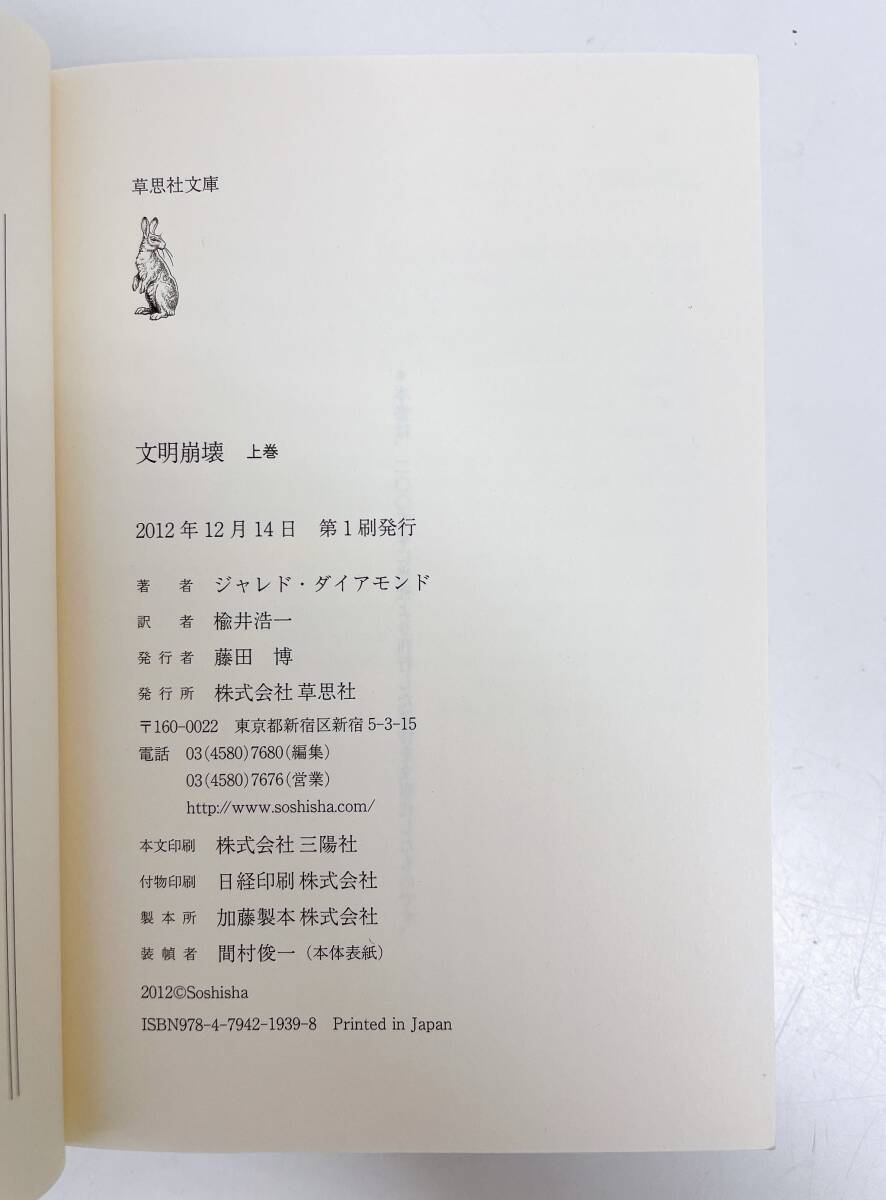 草思社文庫
文明崩壊 上巻
2012年12月14日 第1刷発行
著 者 ジャレド・ダイアモンド
訳 者 楡井浩一
発行者 藤田 博
発行所 株式会社 草思社
〒160-0022 東京都新宿区新宿 5-3-15
電話 03(4580)7680(編集)
03(4580)7676(営業)
http://www.soshisha.com/
本文印刷 株式会社 三陽社
付物印刷 日経印刷 株式会社
製本所 加藤製本 株式会社
装幀者 間村俊一(本体表紙)
2012©Soshisha
ISBN978-4-7942-1939-8 Printed in Japan